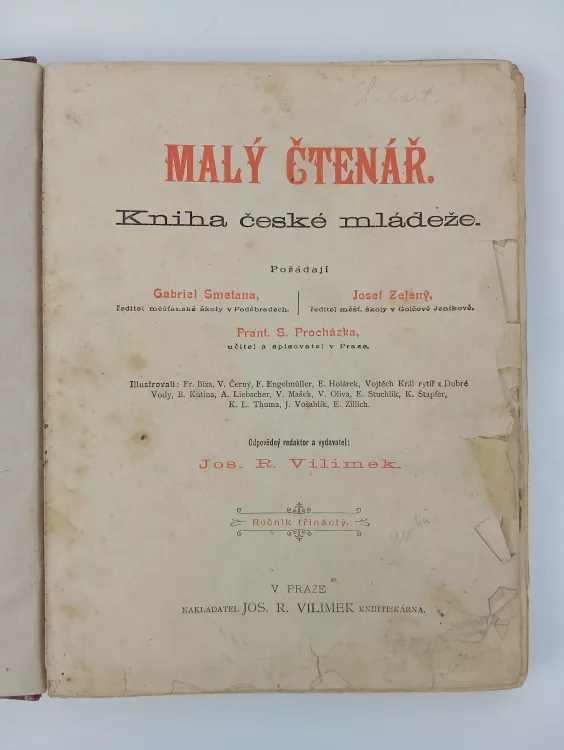 MALÝ ČTENÁŘ.
Kniha české mládeže.
Pořádají
Gabriel Smetana,
ředitel měšťanské školy v Poděbradech.
Josef Zelený,
ředitel měšť. školy v Golčově Jeníkově.
Frant. S. Procházka,
učitel a spisovatel v Praze.
Illustrovali: Fr. Bíza, V. Černý, F. Engelmüller, E. Holárek, Vojtěch Král rytíř z Dobré
Vody, B. Kutina, A. Liebscher, V. Mašek, V. Oliva, E. Stuchlík, K. Štapfer,
K. L. Thuma, J. Vošahlík, E. Zillich.
Odpovědný redaktor a vydavatel:
Jos. R. Vilímek.
Ročník třináctý.
V PRAZE
NAKLADATEL JOS. R. VILÍMEK KNIHTISKÁRNA.